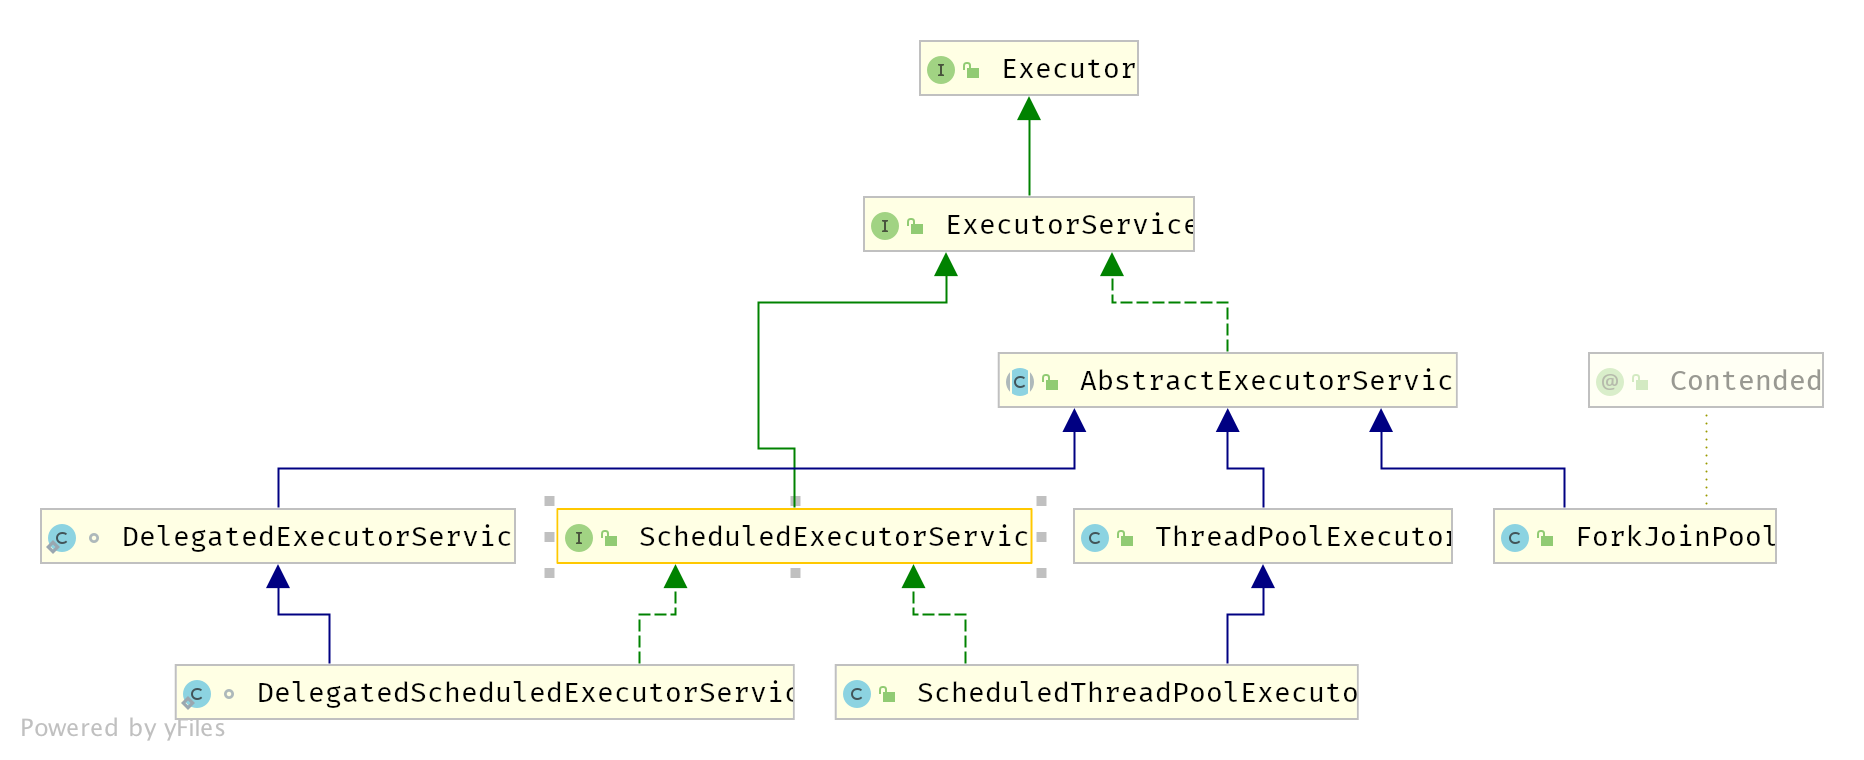 I Executor
I ExecutorService
C AbstractExecutorServic
@ Contended
C DelegatedExecutorServic
I ScheduledExecutorServic
C ThreadPoolExecutor
C ForkJoinPool
C DelegatedScheduledExecutorServic
C ScheduledThreadPoolExecuto
Powered by yFiles